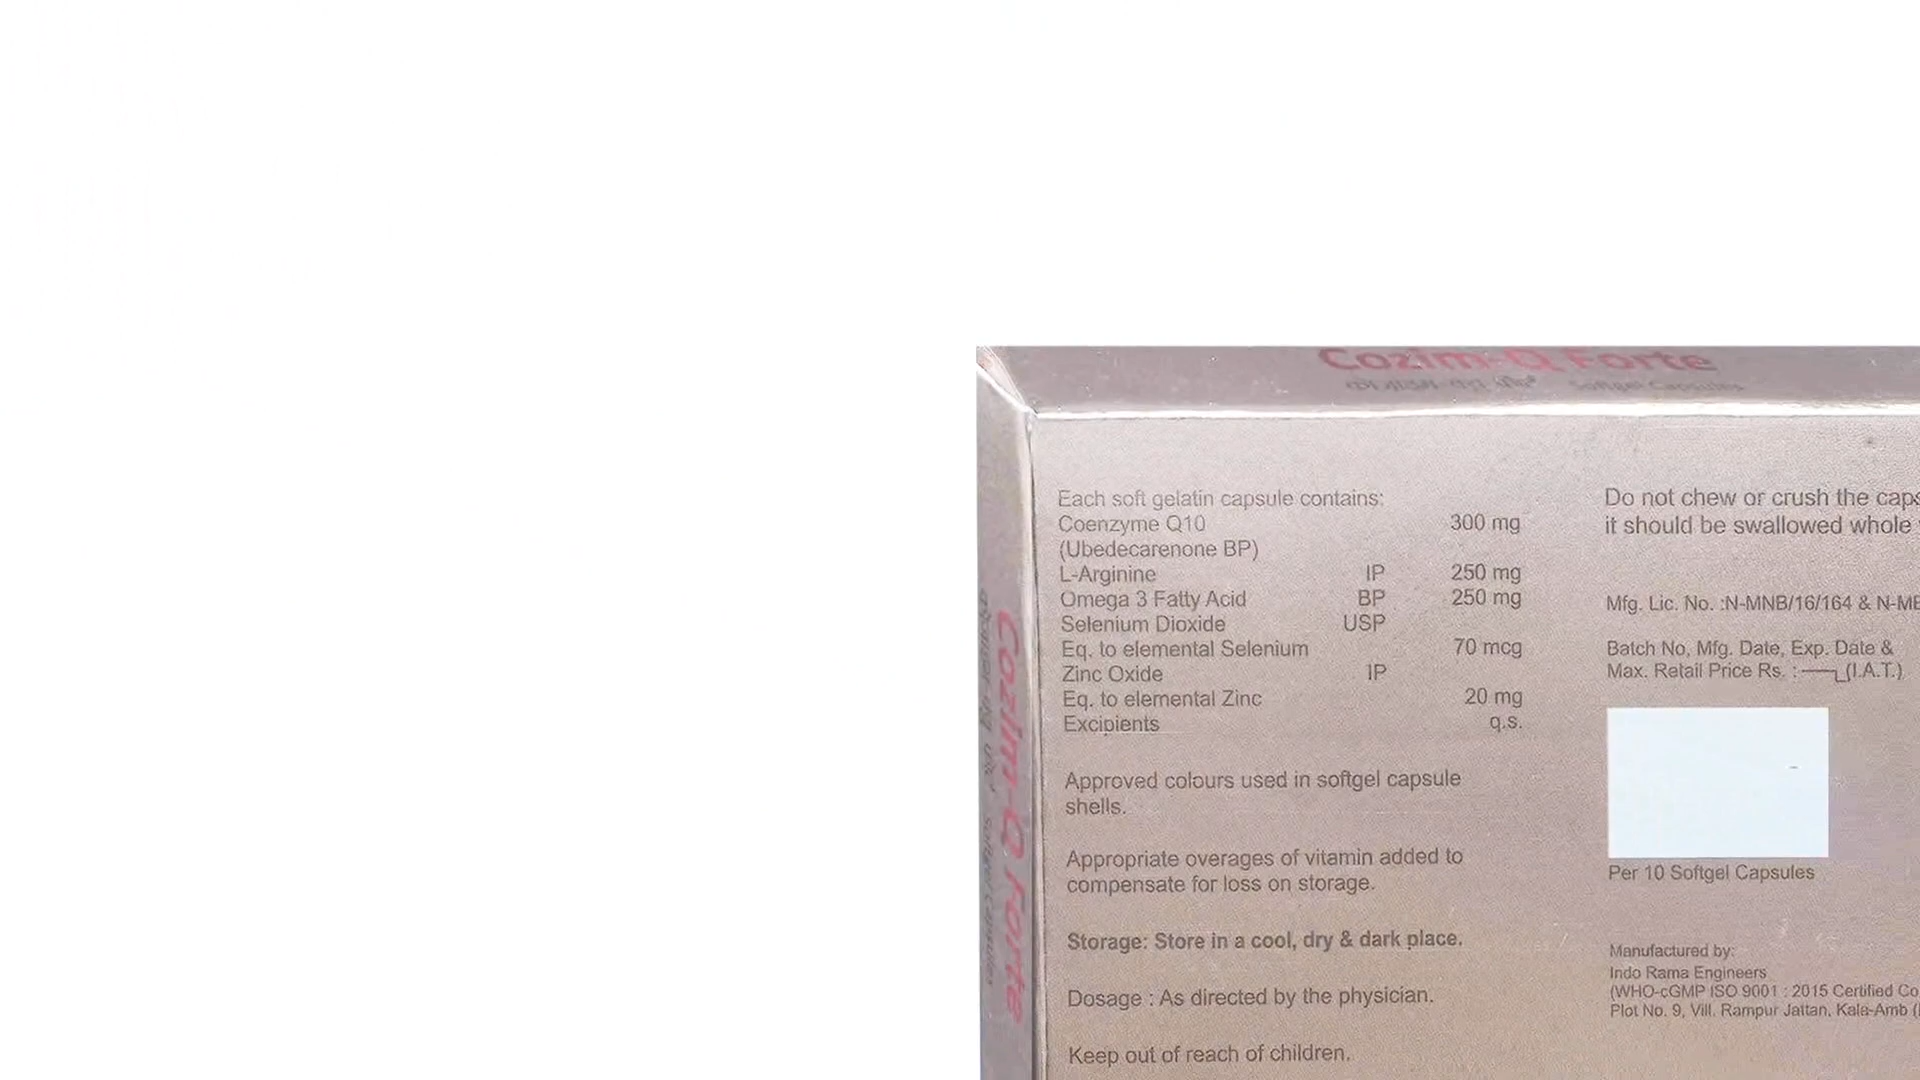 Cozim-Q Forte
Softgel Capsules
Each soft gelatin capsule contains:
Coenzyme Q10 300 mg
(Ubedecarenone BP)
L-Arginine IP 250 mg
Omega 3 Fatty Acid BP 250 mg
Selenium Dioxide USP
Eq. to elemental Selenium 70 mcg
Zinc Oxide IP
Eq. to elemental Zinc 20 mg
Excipients q.s.
Approved colours used in softgel capsule
shells.
Appropriate overages of vitamin added to
compensate for loss on storage.
Storage: Store in a cool, dry & dark place.
Dosage : As directed by the physician.
Keep out of reach of children.
Do not chew or crush the caps
it should be swallowed whole
Mfg. Lic. No. :N-MNB/16/164 & N-MB
Batch No, Mfg. Date, Exp. Date &
Max. Retail Price Rs. : (I.A.T.)
Per 10 Softgel Capsules
Manufactured by:
Indo Rama Engineers
(WHO-cGMP ISO 9001 : 2015 Certified Co
Plot No. 9, Vill. Rampur Jattan, Kala-Amb (
Cozim-Q Forte
Softgel Capsules